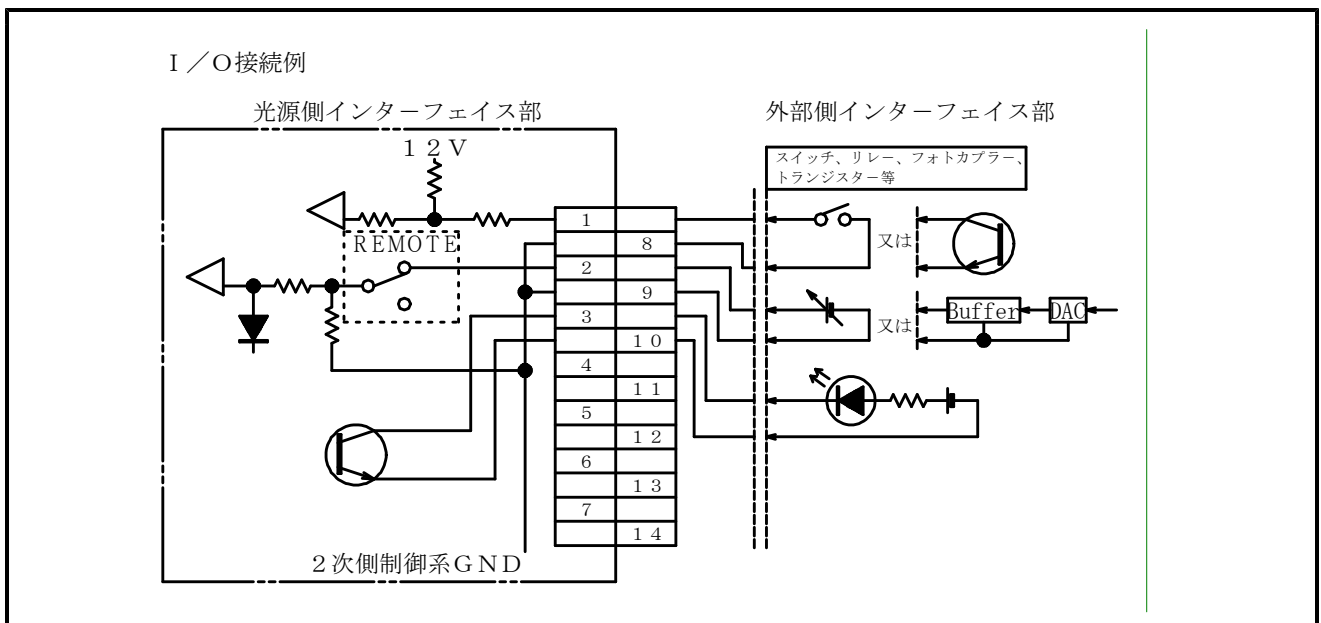 I／O接続例
光源側インターフェイス部
外部側インターフェイス部
１２V
スイッチ、リレー、フォトカプラー、
トランジスター等
REMOTE
1
8
2
9
3
10
4
11
5
12
6
13
7
14
又は
又は
Buffer
DAC
２次側制御系GND